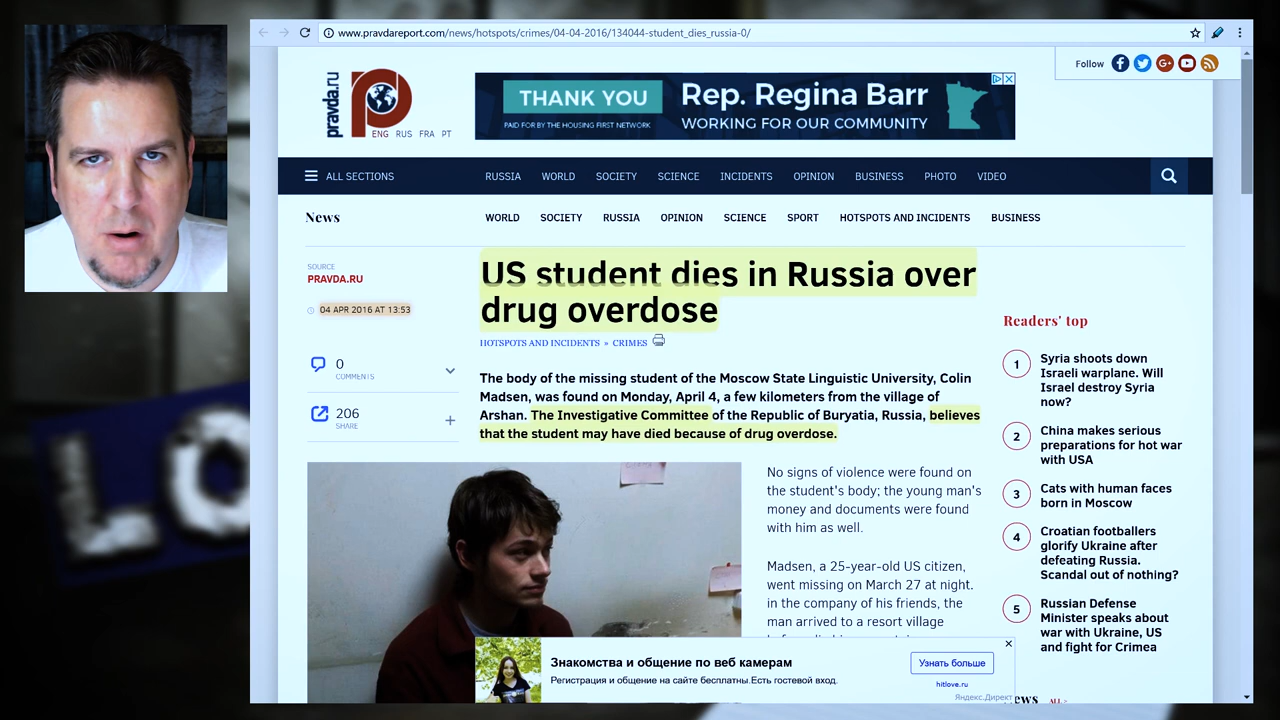 www.pravdareport.com/news/hotspots/crimes/04-04-2016/134044-student_dies_russia-0/
Follow
pravda.ru
ENG RUS FRA PT
THANK YOU
PAID FOR BY THE HOUSING FIRST NETWORK
Rep. Regina Barr
WORKING FOR OUR COMMUNITY
ALL SECTIONS
RUSSIA WORLD SOCIETY SCIENCE INCIDENTS OPINION BUSINESS PHOTO VIDEO
News
WORLD SOCIETY RUSSIA OPINION SCIENCE SPORT HOTSPOTS AND INCIDENTS BUSINESS
SOURCE
PRAVDA.RU
04 APR 2016 AT 13:53
0
COMMENTS
206
SHARE
US student dies in Russia over
drug overdose
HOTSPOTS AND INCIDENTS » CRIMES
The body of the missing student of the Moscow State Linguistic University, Colin
Madsen, was found on Monday, April 4, a few kilometers from the village of
Arshan. The Investigative Committee of the Republic of Buryatia, Russia, believes
that the student may have died because of drug overdose.
No signs of violence were found on
the student's body; the young man's
money and documents were found
with him as well.
Madsen, a 25-year-old US citizen,
went missing on March 27 at night.
in the company of his friends, the
man arrived to a resort village
Readers' top
1
Syria shoots down
Israeli warplane. Will
Israel destroy Syria
now?
2
China makes serious
preparations for hot war
with USA
3
Cats with human faces
born in Moscow
4
Croatian footballers
glorify Ukraine after
defeating Russia.
Scandal out of nothing?
5
Russian Defense
Minister speaks about
war with Ukraine, US
and fight for Crimea
Знакомства и общение по веб камерам
Регистрация и общение на сайте бесплатны.Есть гостевой вход.
Узнать больше
hitlove.ru
Яндекс.Директ
ews
ALL >
LO